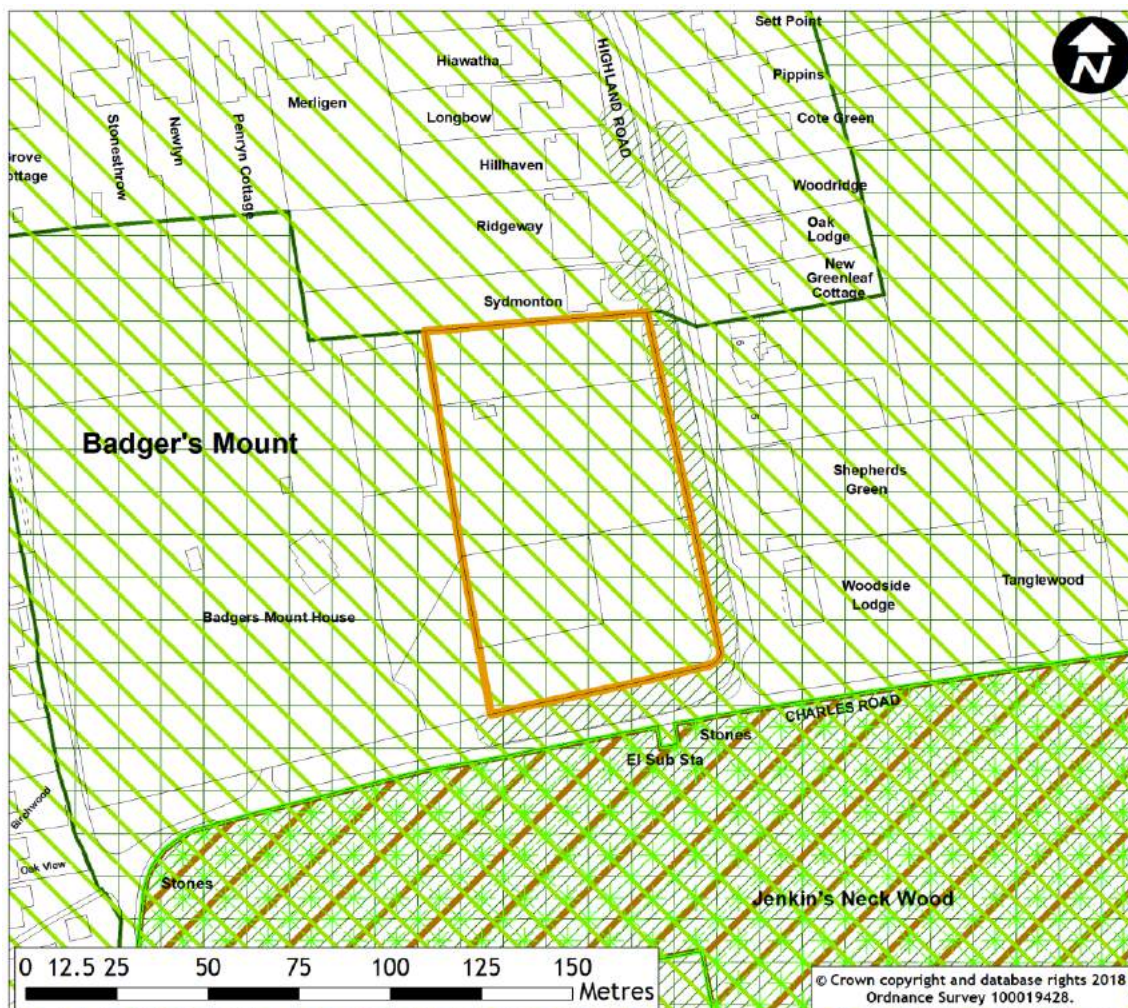 Sett Point
HIGHLAND ROAD
N
Hiawatha
Pippins
Merligen
Longbow
Cote Green
Stonesthrow
Newlyn
Penryn Cottage
Hillhaven
Woodridge
Ridgeway
Oak
Lodge
New
Greenleaf
Cottage
Sydmonton
6
5
Badger's Mount
Shepherds
Green
Badgers Mount House
Woodside
Lodge
Tanglewood
CHARLES ROAD
Stones
El Sub Sta
Birchwood
Oak View
Stones
Jenkin's Neck Wood
0 12.5 25 50 75 100 125 150
Metres
© Crown copyright and database rights 2018
Ordnance Survey 100019428.